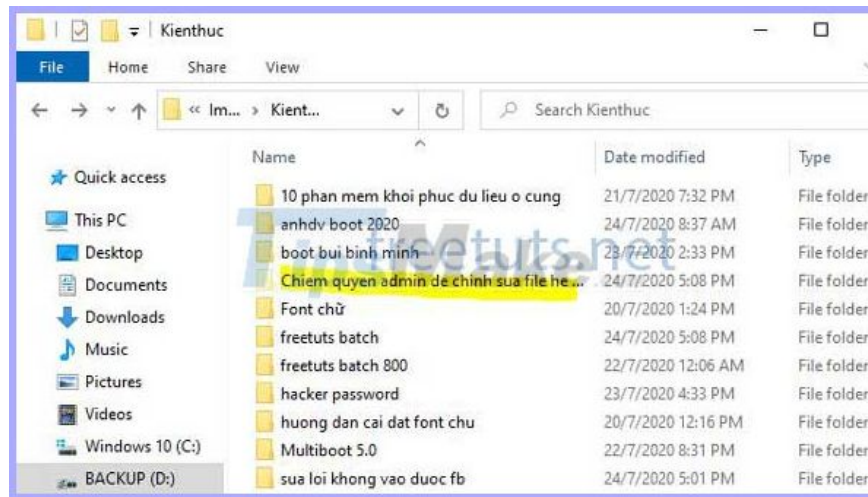 Kienthuc
File Home Share View
« Im... > Kient... Search Kienthuc
Name Date modified Type
Quick access
This PC
Desktop
Documents
Downloads
Music
Pictures
Videos
Windows 10 (C:)
BACKUP (D:)
10 phan mem khoi phuc du lieu o cung 21/7/2020 7:32 PM File folder
anhdv boot 2020 24/7/2020 8:37 AM File folder
boot bui binh minh 23/7/2020 2:33 PM File folder
Chiem quyen admin de chinh sua file he ... 24/7/2020 5:08 PM File folder
Font chữ 20/7/2020 1:24 PM File folder
freetuts batch 24/7/2020 5:08 PM File folder
freetuts batch 800 22/7/2020 12:06 AM File folder
hacker password 23/7/2020 4:33 PM File folder
huong dan cai dat font chu 20/7/2020 12:16 PM File folder
Multiboot 5.0 22/7/2020 8:31 PM File folder
sua loi khong vao duoc fb 24/7/2020 5:01 PM File folder
freetuts.net